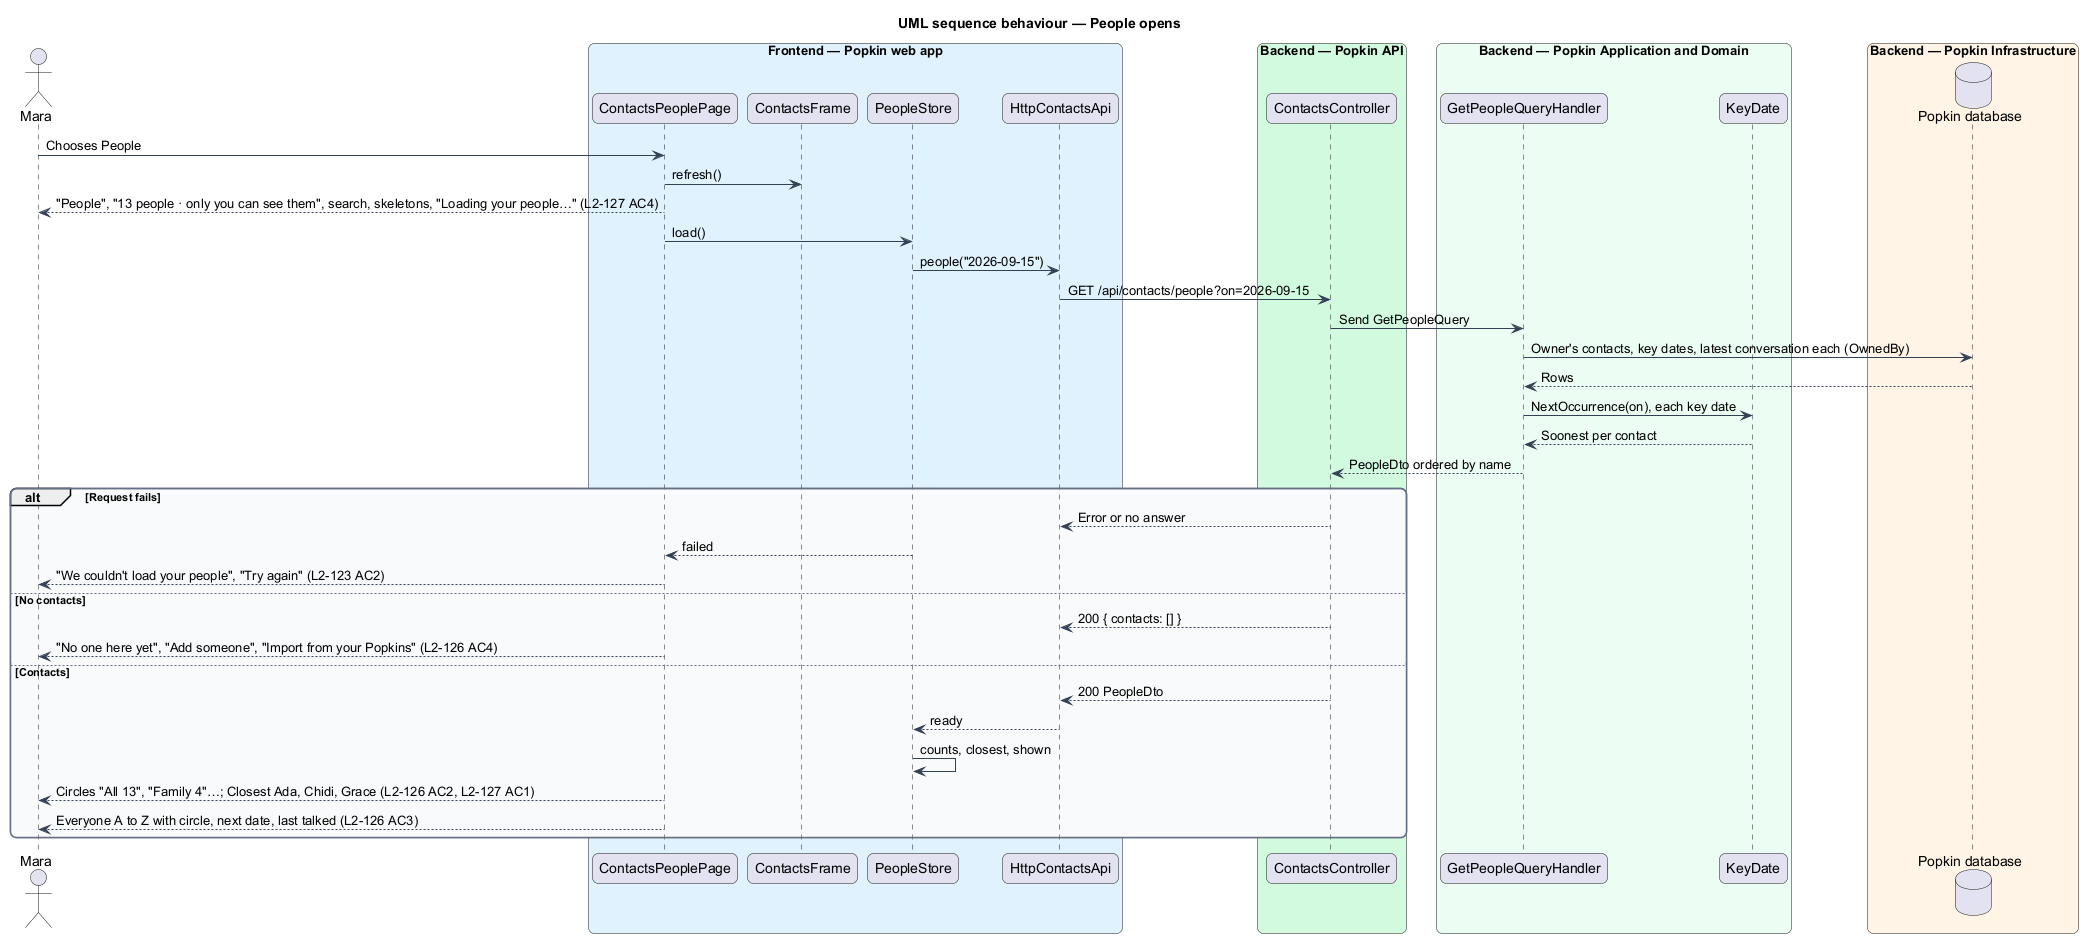 UML sequence behaviour — People opens
Frontend — Popkin web app
Backend — Popkin API
Backend — Popkin Application and Domain
Backend — Popkin Infrastructure
Mara
ContactsPeoplePage
ContactsFrame
PeopleStore
HttpContactsApi
ContactsController
GetPeopleQueryHandler
KeyDate
Popkin database
Chooses People
refresh()
"People", "13 people · only you can see them", search, skeletons, "Loading your people…" (L2-127 AC4)
load()
people("2026-09-15")
GET /api/contacts/people?on=2026-09-15
Send GetPeopleQuery
Owner's contacts, key dates, latest conversation each (OwnedBy)
Rows
NextOccurrence(on), each key date
Soonest per contact
PeopleDto ordered by name
alt
[Request fails]
Error or no answer
failed
"We couldn't load your people", "Try again" (L2-123 AC2)
[No contacts]
200 { contacts: [] }
"No one here yet", "Add someone", "Import from your Popkins" (L2-126 AC4)
[Contacts]
200 PeopleDto
ready
counts, closest, shown
Circles "All 13", "Family 4"…; Closest Ada, Chidi, Grace (L2-126 AC2, L2-127 AC1)
Everyone A to Z with circle, next date, last talked (L2-126 AC3)
Mara
ContactsPeoplePage
ContactsFrame
PeopleStore
HttpContactsApi
ContactsController
GetPeopleQueryHandler
KeyDate
Popkin database